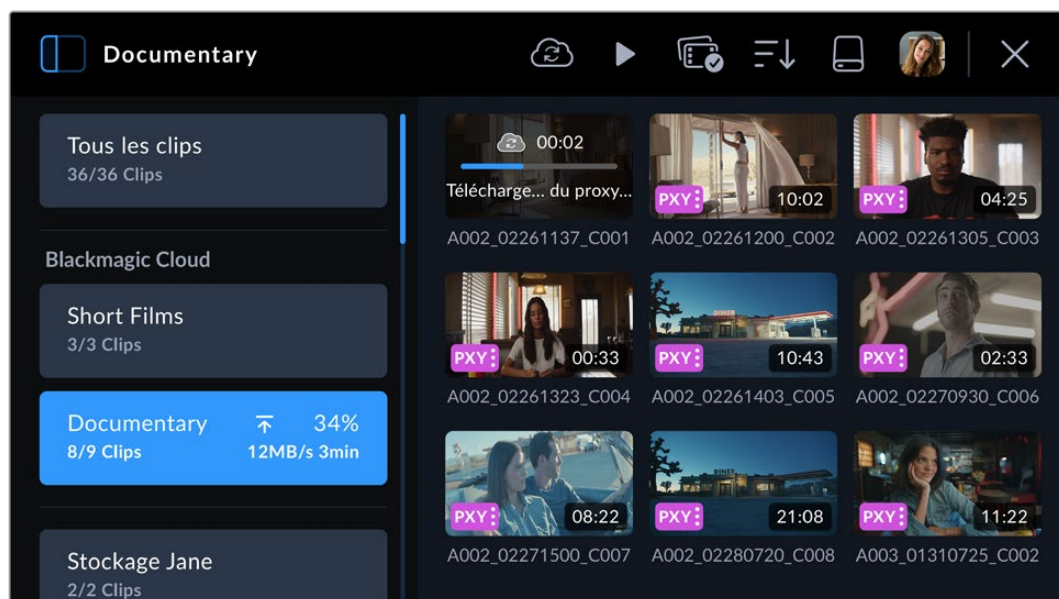 Documentary
Tous les clips
36/36 Clips
Blackmagic Cloud
Short Films
3/3 Clips
Documentary 34%
8/9 Clips 12MB/s 3min
Stockage Jane
2/2 Clips
00:02
Télécharge... du proxy...
PXY 10:02
PXY 04:25
A002_02261137_C001 A002_02261200_C002 A002_02261305_C003
DINER
PXY 00:33 PXY 10:43 PXY 02:33
A002_02261323_C004 A002_02261403_C005 A002_02270930_C006
DINER
PXY 08:22 PXY 21:08 PXY 11:22
A002_02271500_C007 A002_02280720_C008 A003_01310725_C002